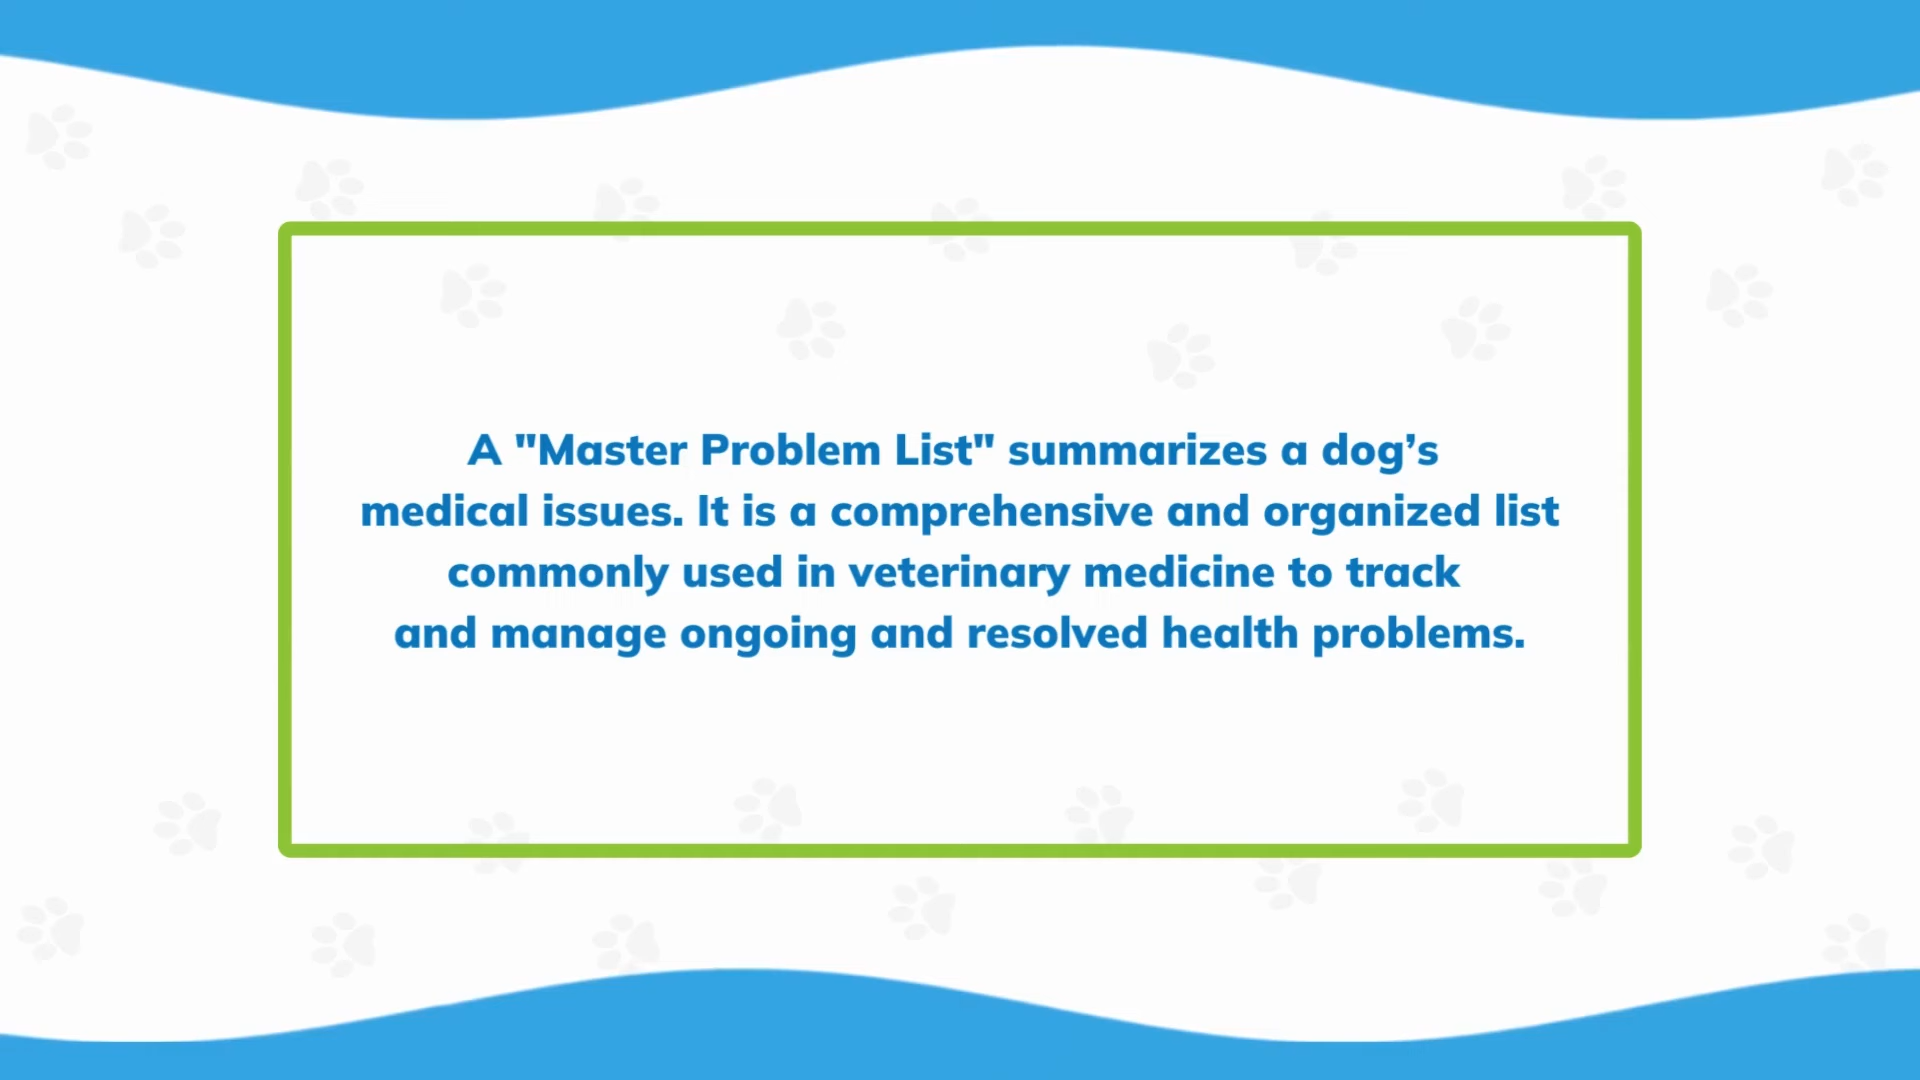 A "Master Problem List" summarizes a dog’s
medical issues. It is a comprehensive and organized list
commonly used in veterinary medicine to track
and manage ongoing and resolved health problems.